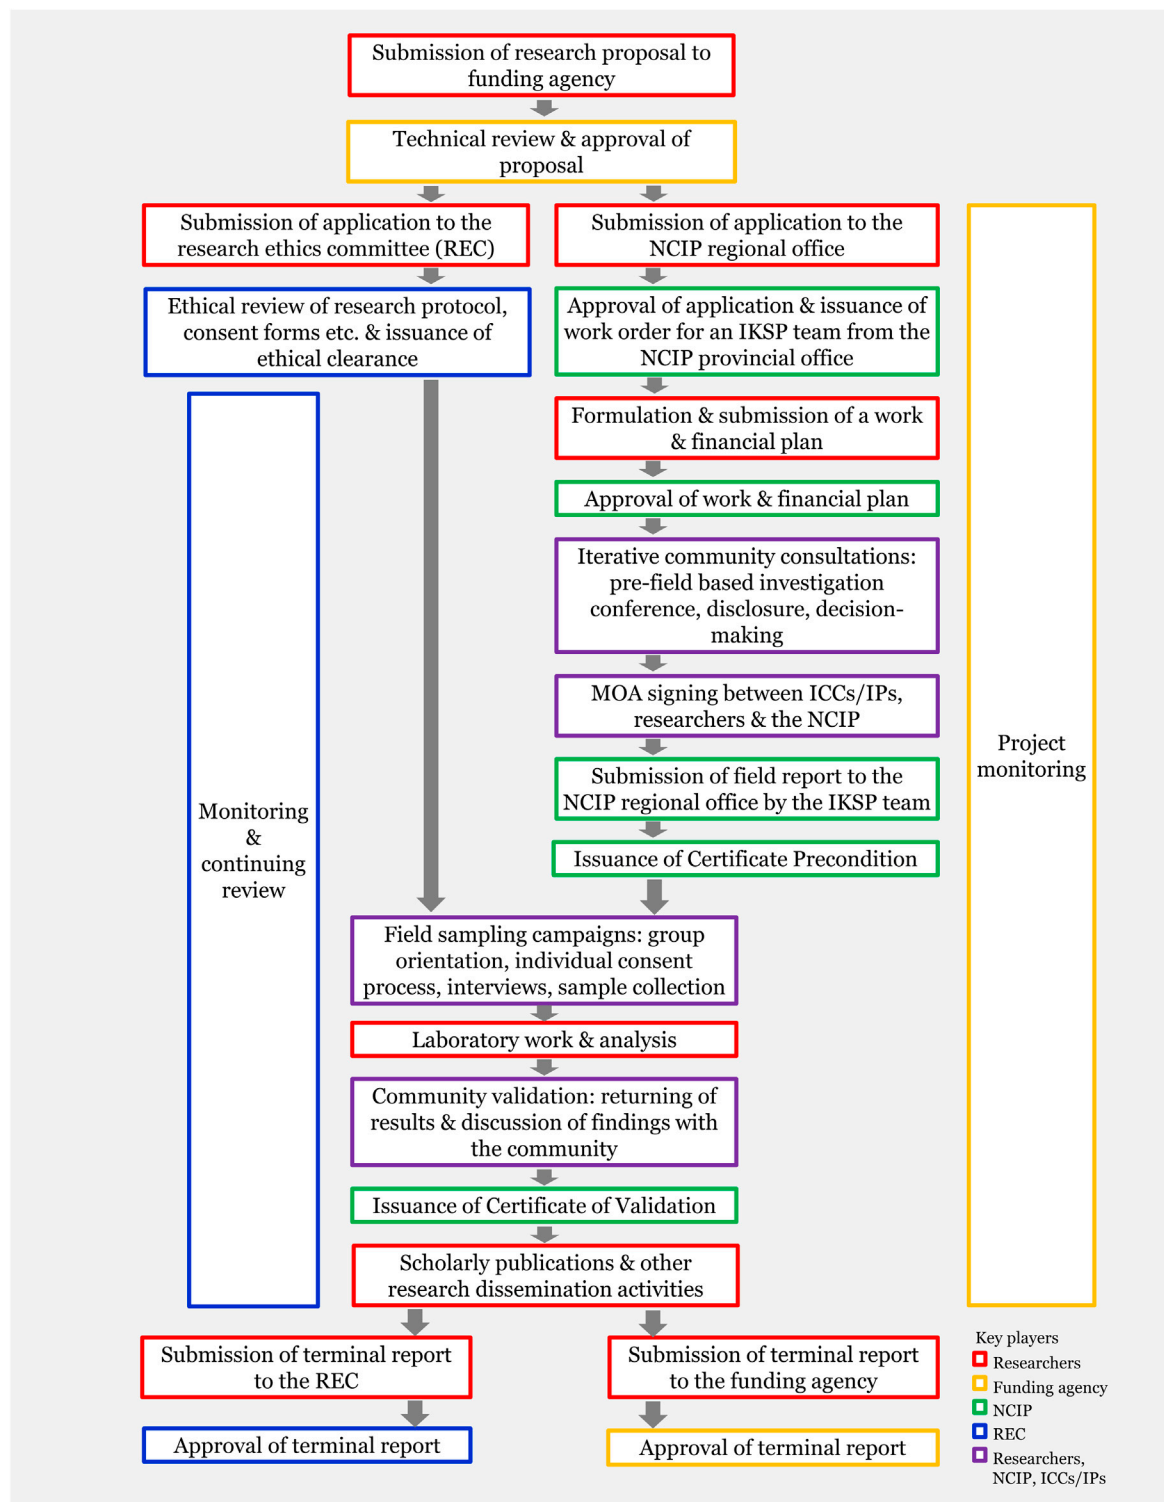 Submission of research proposal to
funding agency
Technical review & approval of
proposal
Submission of application to the
research ethics committee (REC)
Submission of application to the
NCIP regional office
Ethical review of research protocol,
consent forms etc. & issuance of
ethical clearance
Approval of application & issuance of
work order for an IKSP team from the
NCIP provincial office
Formulation & submission of a work
& financial plan
Approval of work & financial plan
Iterative community consultations:
pre-field based investigation
conference, disclosure, decision-
making
MOA signing between ICCs/IPs,
researchers & the NCIP
Submission of field report to the
NCIP regional office by the IKSP team
Issuance of Certificate Precondition
Monitoring
&
continuing
review
Project
monitoring
Field sampling campaigns: group
orientation, individual consent
process, interviews, sample collection
Laboratory work & analysis
Community validation: returning of
results & discussion of findings with
the community
Issuance of Certificate of Validation
Scholarly publications & other
research dissemination activities
Submission of terminal report
to the REC
Submission of terminal report
to the funding agency
Approval of terminal report
Approval of terminal report
Key players
Researchers
Funding agency
NCIP
REC
Researchers,
NCIP, ICCs/IPs